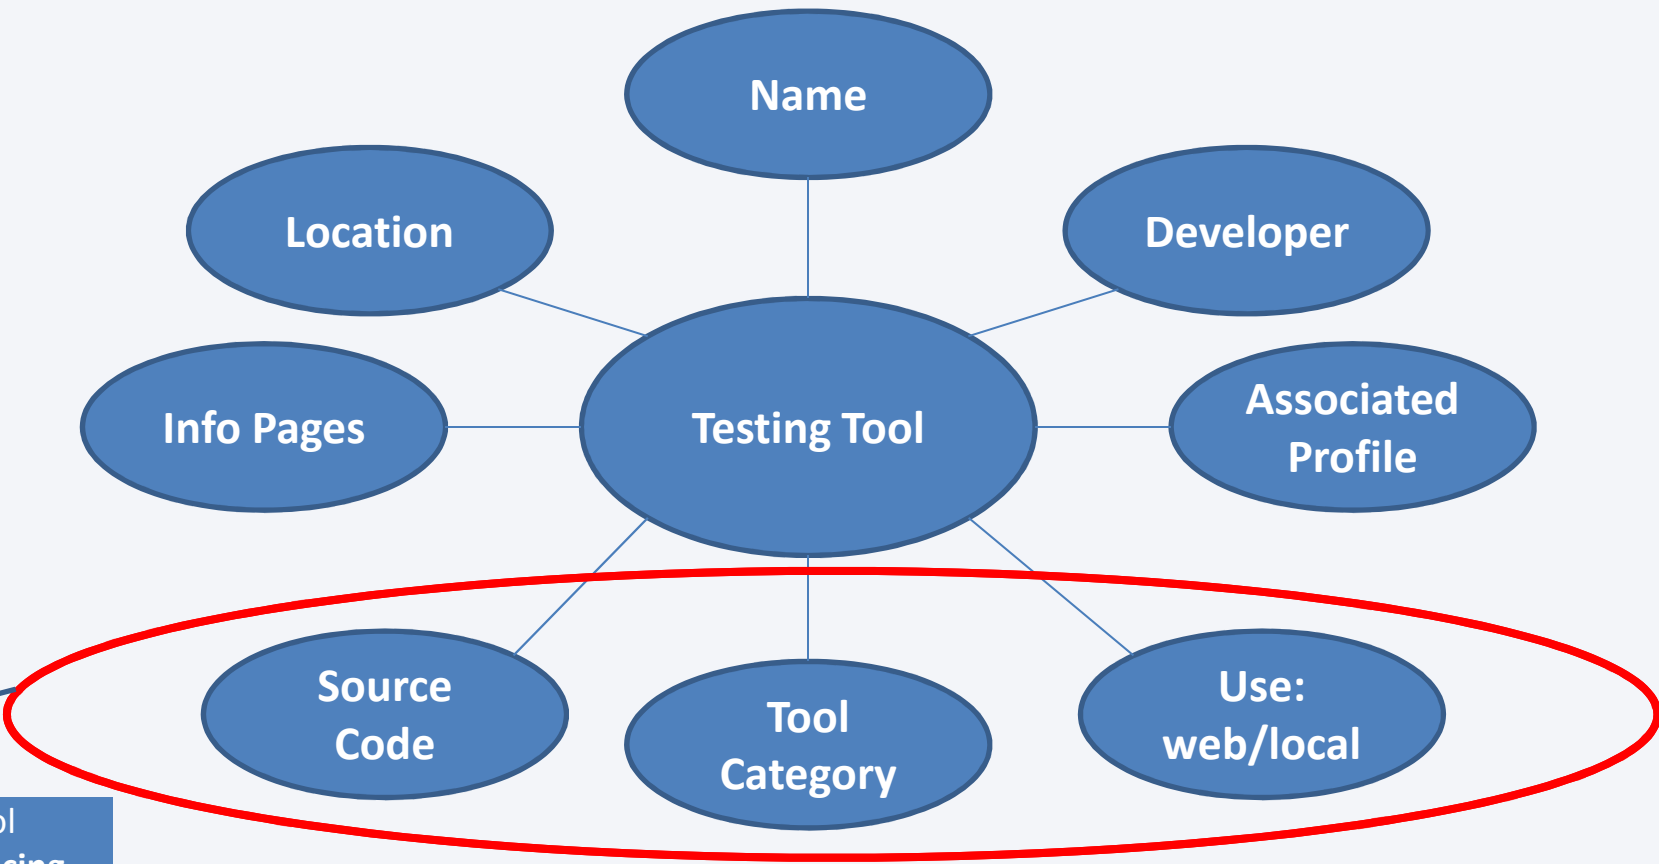 Name
Location
Developer
Info Pages
Testing Tool
Associated
Profile
Source
Code
Tool
Category
Use:
web/local